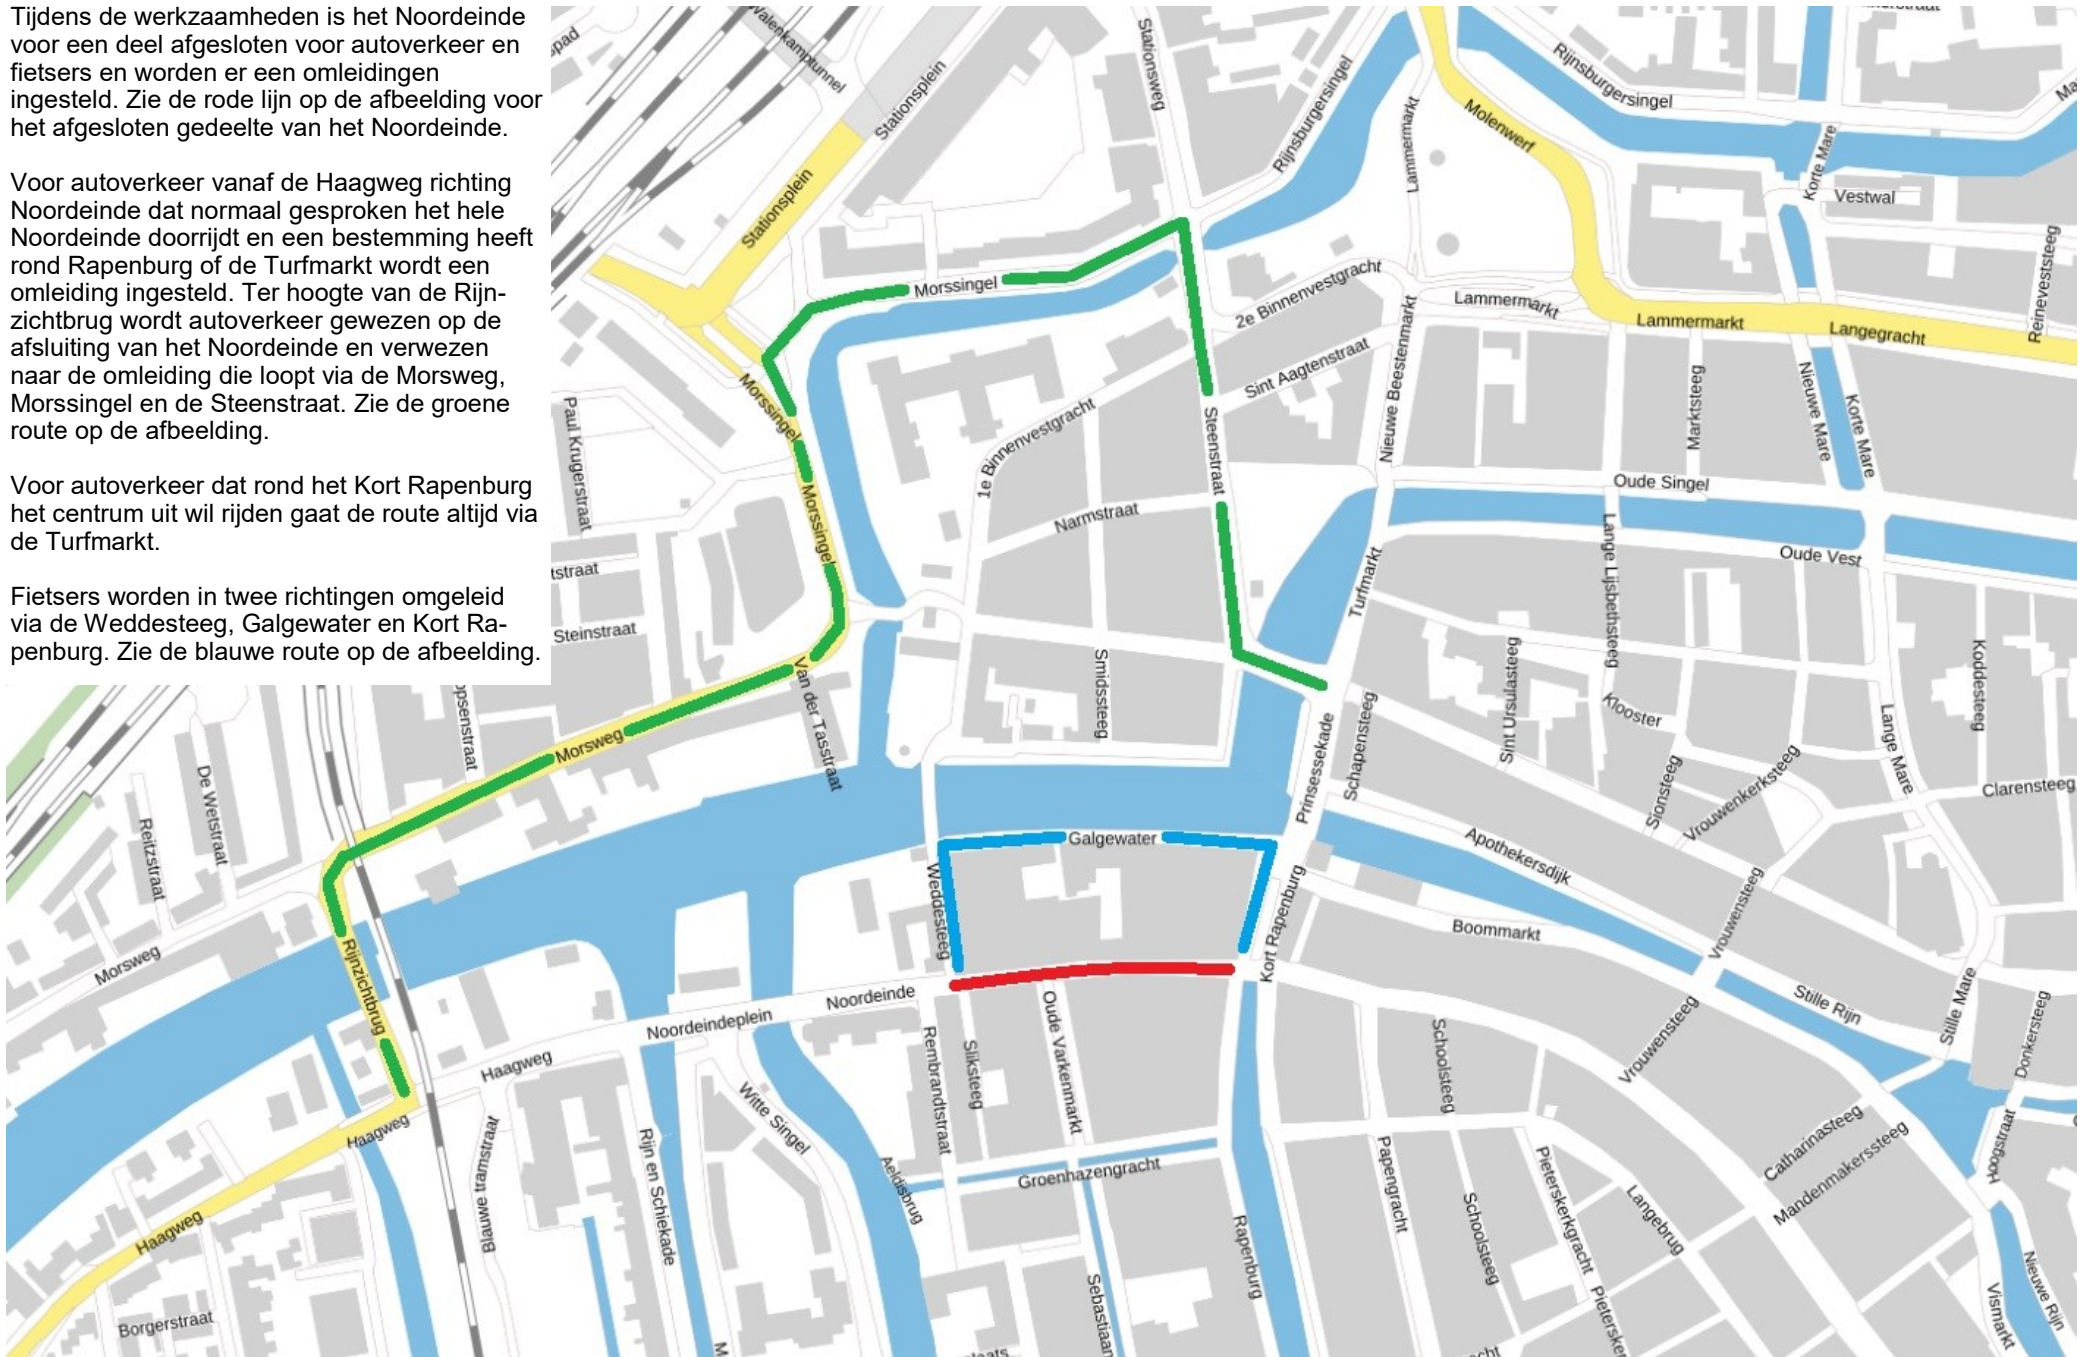 Tijdens de werkzaamheden is het Noordeinde
voor een deel afgesloten voor autoverkeer en
fietsers en worden er een omleidingen
ingesteld. Zie de rode lijn op de afbeelding voor
het afgesloten gedeelte van het Noordeinde.
Voor autoverkeer vanaf de Haagweg richting
Noordeinde dat normaal gesproken het hele
Noordeinde doorrijdt en een bestemming heeft
rond Rapenburg of de Turfmarkt wordt een
omleiding ingesteld. Ter hoogte van de Rijn-
zichtbrug wordt autoverkeer gewezen op de
afsluiting van het Noordeinde en verwezen
naar de omleiding die loopt via de Morsweg,
Morssingel en de Steenstraat. Zie de groene
route op de afbeelding.
Voor autoverkeer dat rond het Kort Rapenburg
het centrum uit wil rijden gaat de route altijd via
de Turfmarkt.
Fietsers worden in twee richtingen omgeleid
via de Weddesteeg, Galgewater en Kort Ra-
penburg. Zie de blauwe route op de afbeelding.
Stationsplein
Stationsplein
Stationsweg
Rijnsburgersingel
Lammermarkt
Molenwerf
Rijnsburgersingel
Korte Mare
Vestwal
Reineveststeeg
Morssingel
2e Binnenvestgracht
Lammermarkt
Lammermarkt
Langegracht
Morssingel
Sint Aagtenstraat
Nieuwe Beestenmarkt
Marktsteeg
Nieuwe Mare
Korte Mare
Paul Krugerstraat
1e Binnenvestgracht
Steenstraat
Morssingel
Narmstraat
Oude Singel
Oude Vest
tstraat
Turfmarkt
Lange Lijsbethsteeg
Steinstraat
Van der Tasstraat
Smidssteeg
Sint Ursulasteeg
Klooster
Koddesteeg
opsenstraat
Morsweg
Prinsessekade
Schapensteeg
Lange Mare
De Wetstraat
Reitzstraat
Sionsteeg
Vrouwenkerksteeg
Clarensteeg
Galgewater
Apothekersdijk
Weddesteeg
Kort Rapenburg
Vrouwensteeg
Boommarkt
Morsweg
Rijnzichtbrug
Noordeinde
Noordeindeplein
Haagweg
Stille Rijn
Stille Mare
Donkersteeg
Vrouwensteeg
Rembrandtstraat
Sliksteeg
Oude Varkenmarkt
Schoolsteeg
Haagweg
Blauwe tramstraat
Rijn en Schiekade
Witte Singel
Aeldisbrug
Groenhazengracht
Papengracht
Pieterskerkgracht
Catharinasteeg
Mandenmakerssteeg
Hoogstraat
Haagweg
Rapenburg
Schoolsteeg
Langebrug
Nieuwe Rijn
Vismarkt
Borgerstraat
Sebastiaan
Pietersker